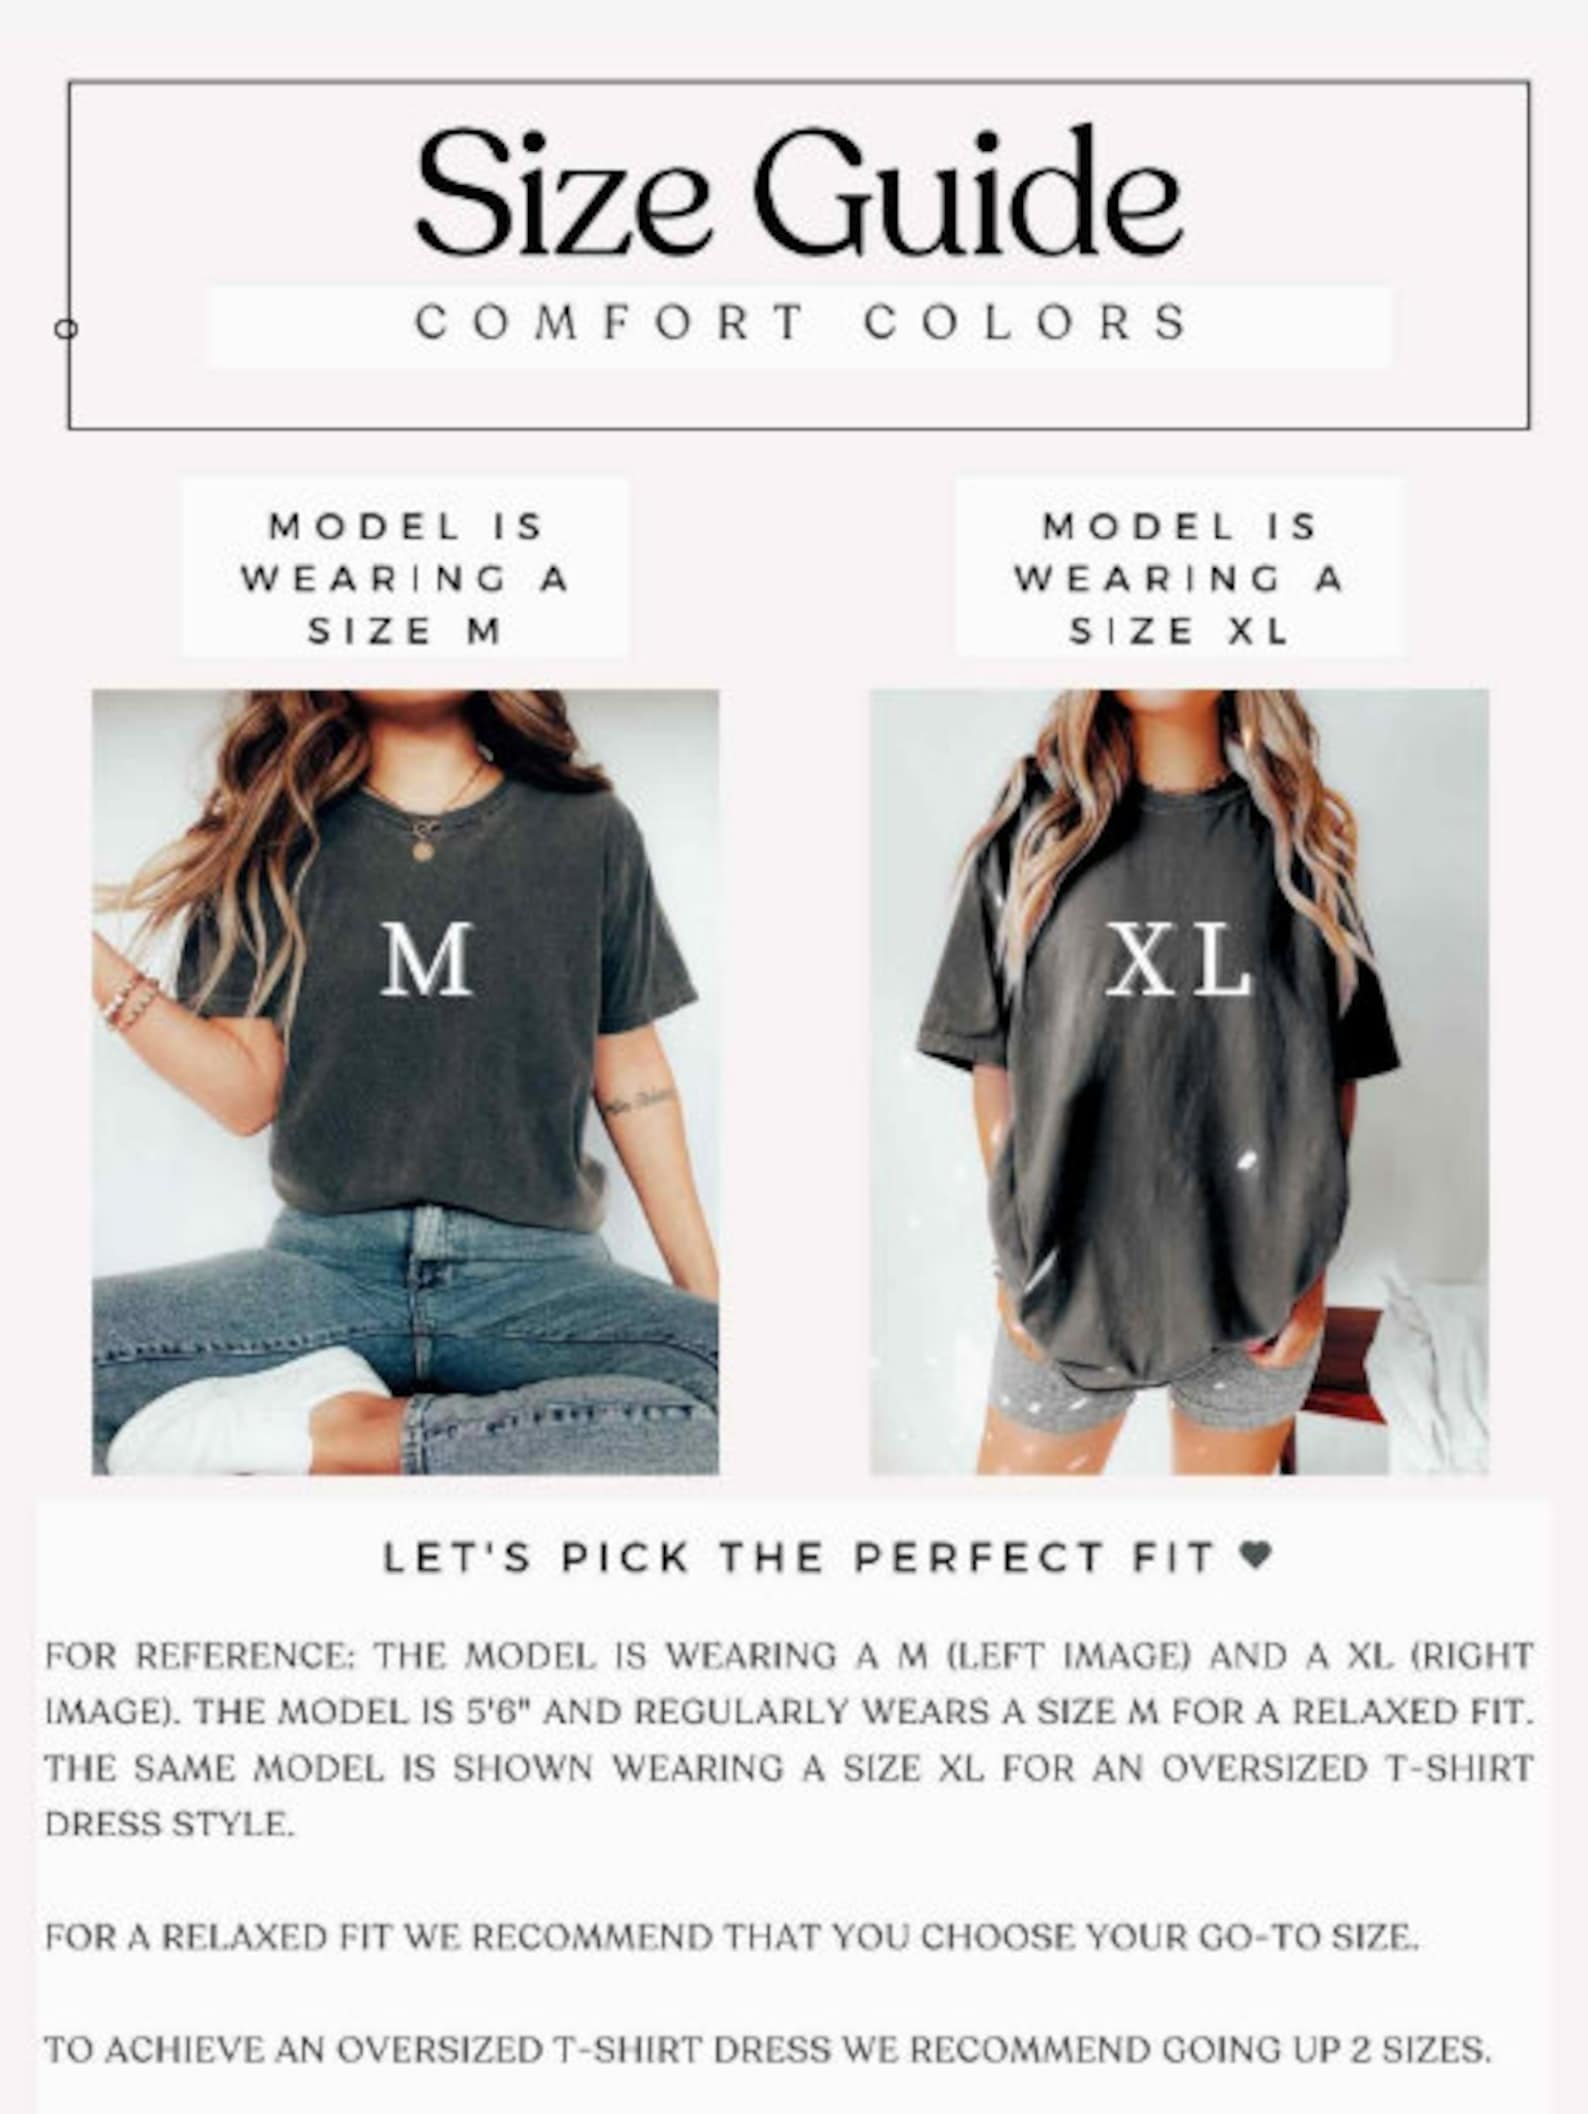 Size Guide
COMFORT COLORS
MODEL IS
WEARING A
SIZE M
MODEL IS
WEARING A
SIZE XL
M
XL
LET'S PICK THE PERFECT FIT ♥
FOR REFERENCE: THE MODEL IS WEARING A M (LEFT IMAGE) AND A XL (RIGHT
IMAGE). THE MODEL IS 5'6" AND REGULARLY WEARS A SIZE M FOR A RELAXED FIT.
THE SAME MODEL IS SHOWN WEARING A SIZE XL FOR AN OVERSIZED T-SHIRT
DRESS STYLE.
FOR A RELAXED FIT WE RECOMMEND THAT YOU CHOOSE YOUR GO-TO SIZE.
TO ACHIEVE AN OVERSIZED T-SHIRT DRESS WE RECOMMEND GOING UP 2 SIZES.